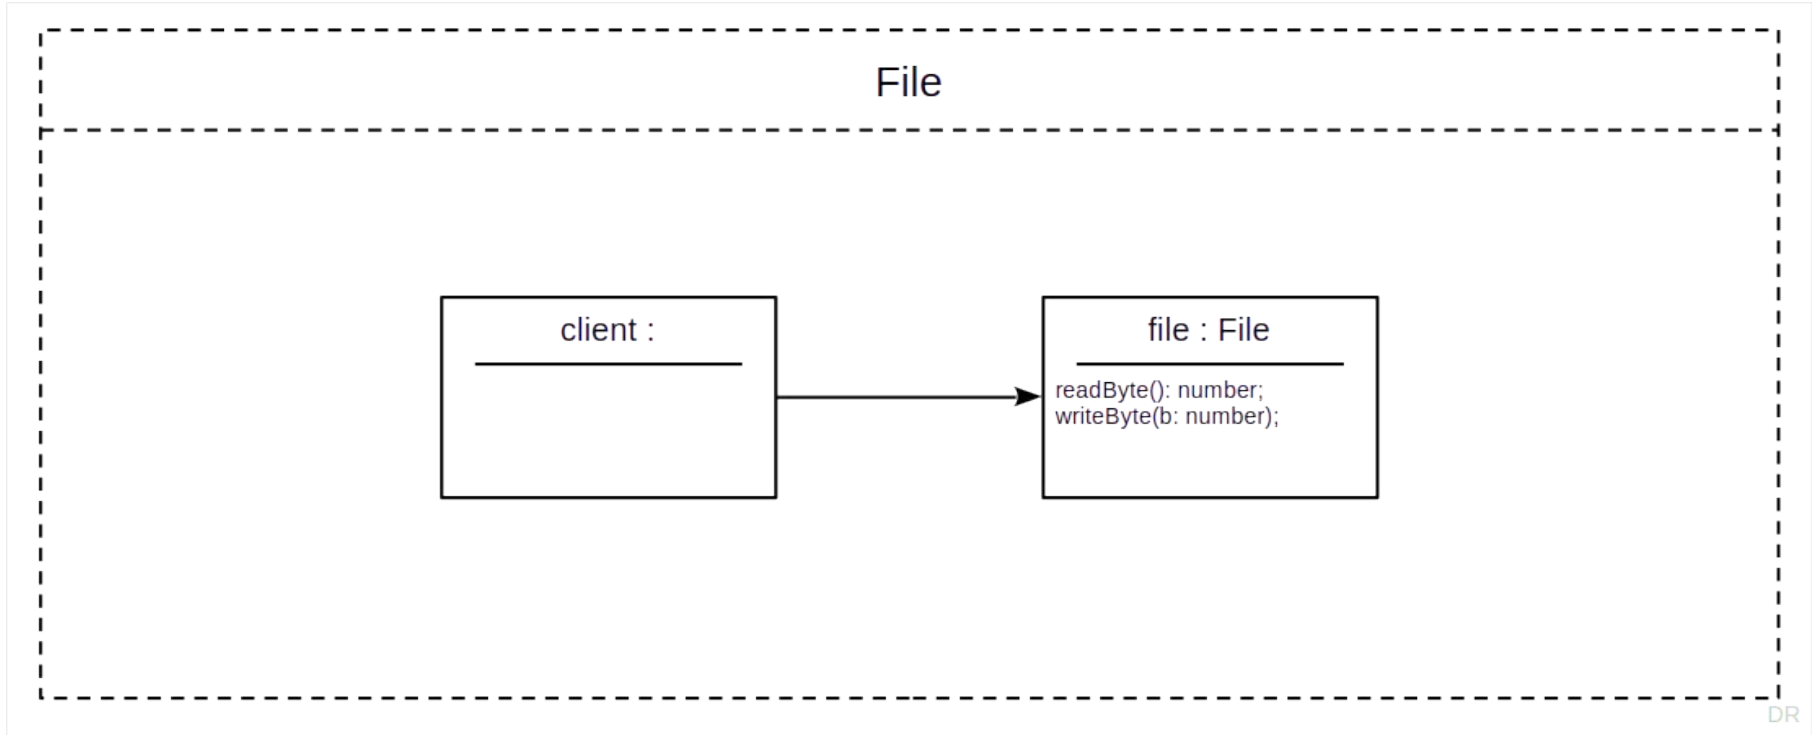 File
client :
file : File
readByte(): number;
writeByte(b: number);
DR